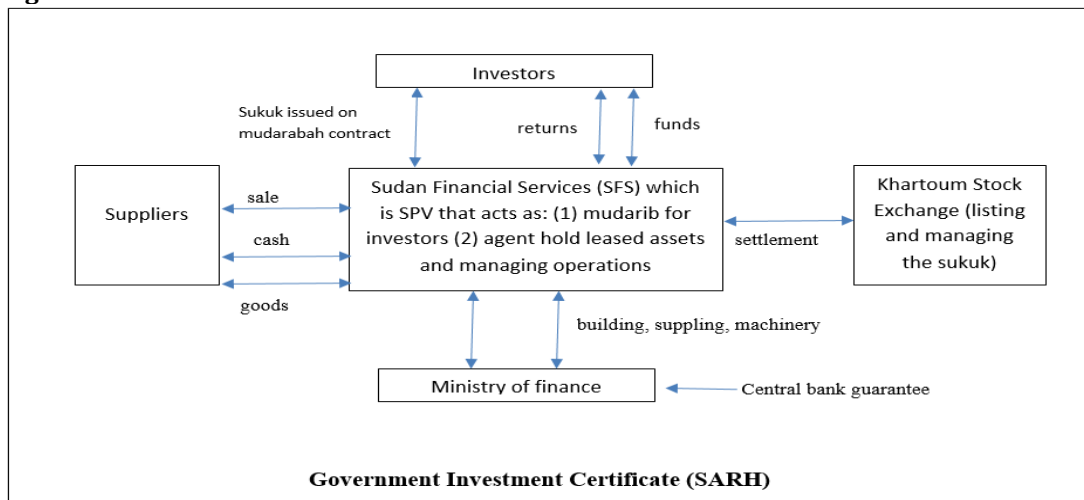 Investors
Sukuk issued on
mudarabah contract
returns
funds
Suppliers
sale
cash
goods
Sudan Financial Services (SFS) which
is SPV that acts as: (1) mudarib for
investors (2) agent hold leased assets
and managing operations
settlement
Khartoum Stock
Exchange (listing
and managing
the sukuk)
building, suppling, machinery
Ministry of finance
Central bank guarantee
Government Investment Certificate (SARH)